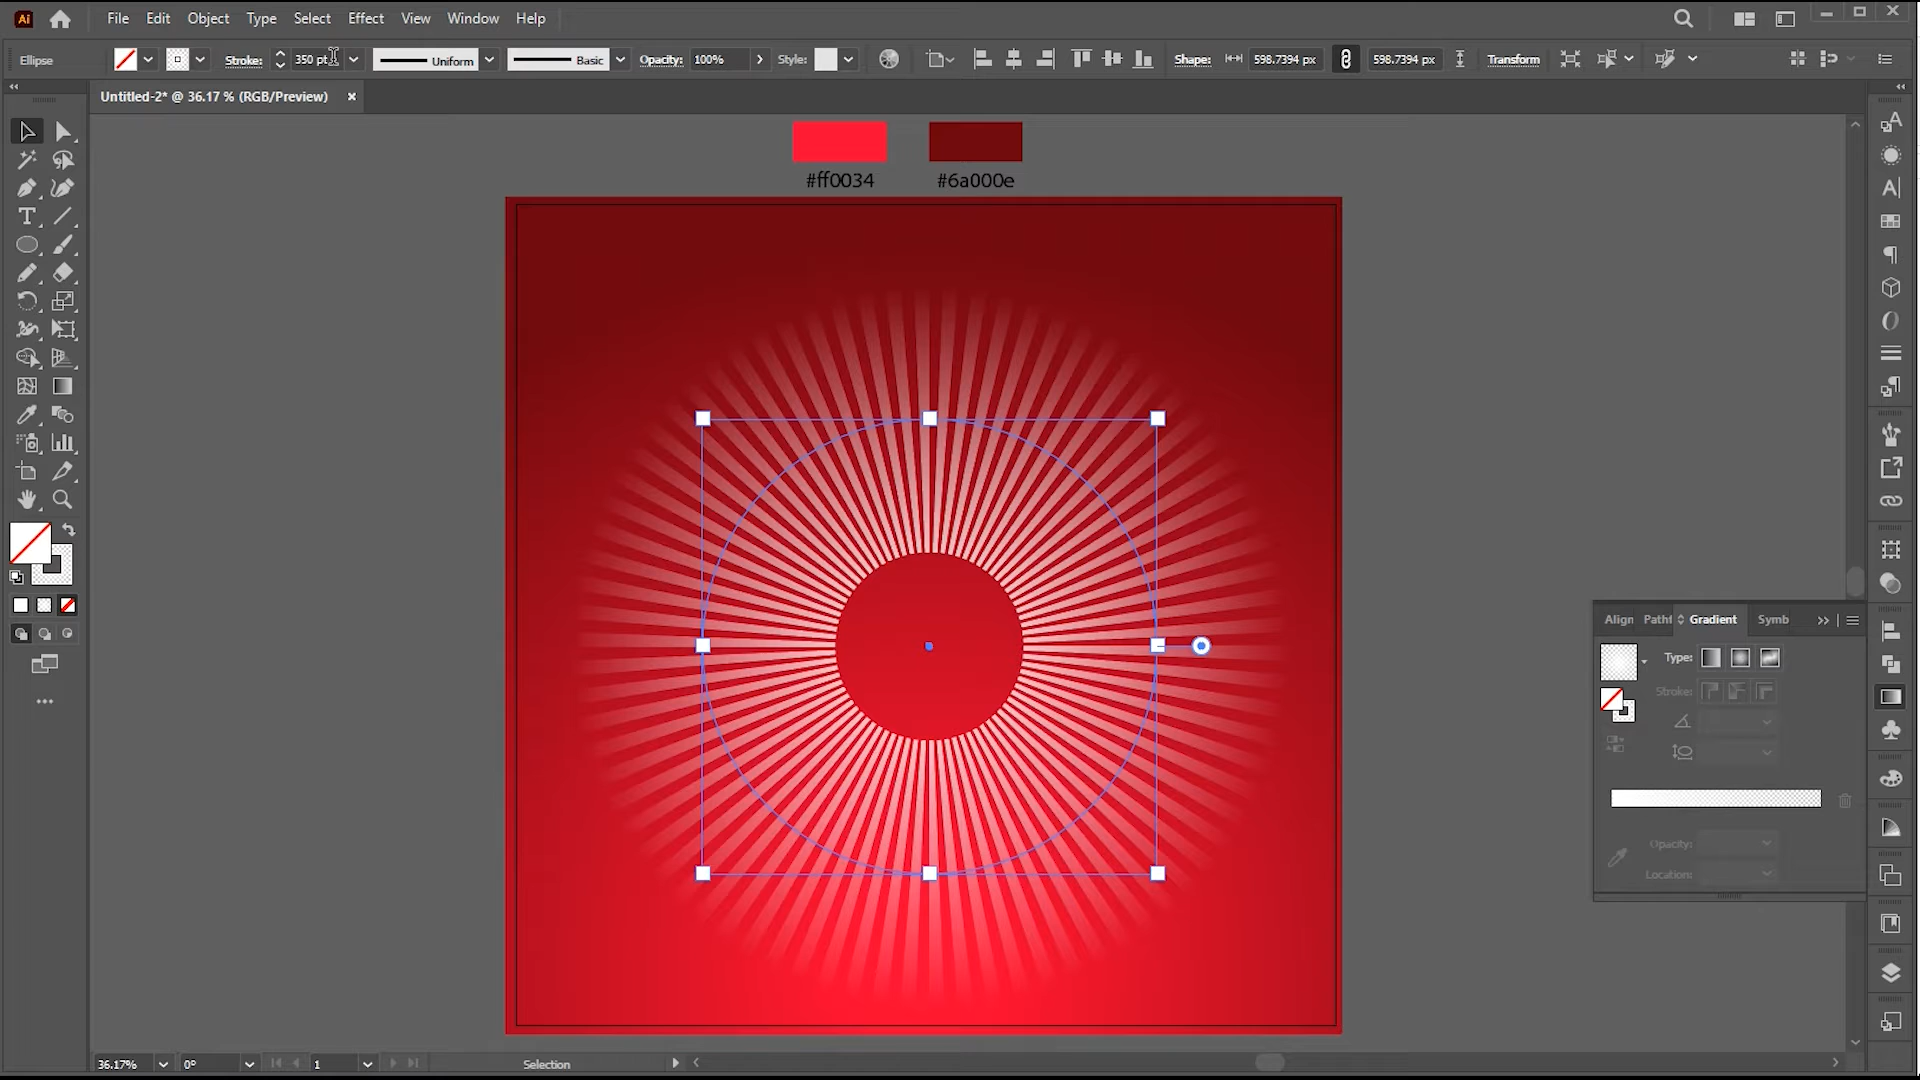 Ai File Edit Object Type Select Effect View Window Help
Ellipse Stroke: 350 pt Uniform Basic Opacity: 100% Style: Shape: 598.7394 px 598.7394 px Transform
Untitled-2* @ 36.17 % (RGB/Preview) ×
#ff0034 #6a000e
Align Pathf Gradient Symb
Type:
Stroke:
Opacity:
Location:
36.17% 0° 1 Selection